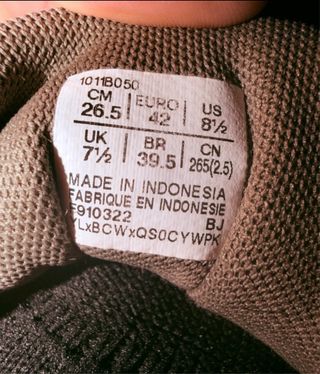 1011B050
CM EURO US
26.5 42 8½
UK BR CN
7½ 39.5 265(2.5)
MADE IN INDONESIA
FABRIQUE EN INDONESIE
F910322 BJ
YLxBCWxQS0CYWPK